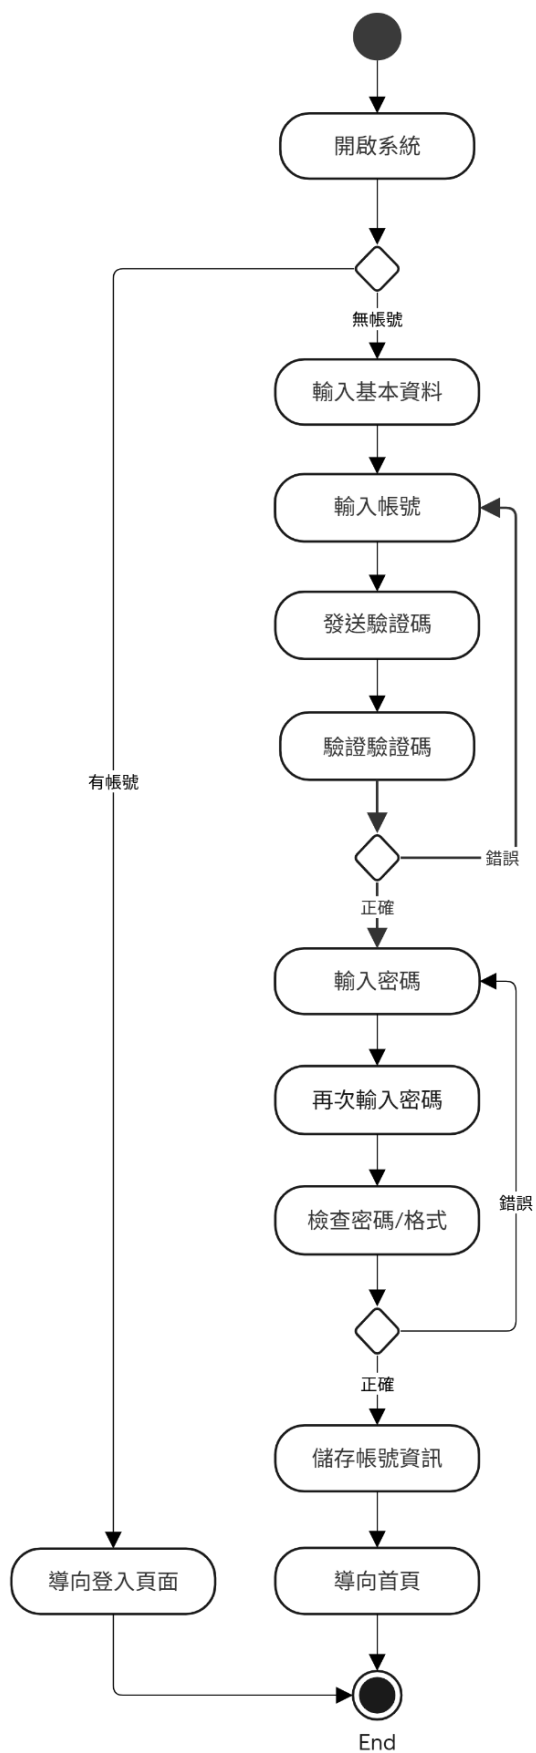 開啟系統
無帳號
輸入基本資料
輸入帳號
發送驗證碼
驗證驗證碼
有帳號
錯誤
正確
輸入密碼
再次輸入密碼
錯誤
檢查密碼/格式
正確
儲存帳號資訊
導向登入頁面
導向首頁
End